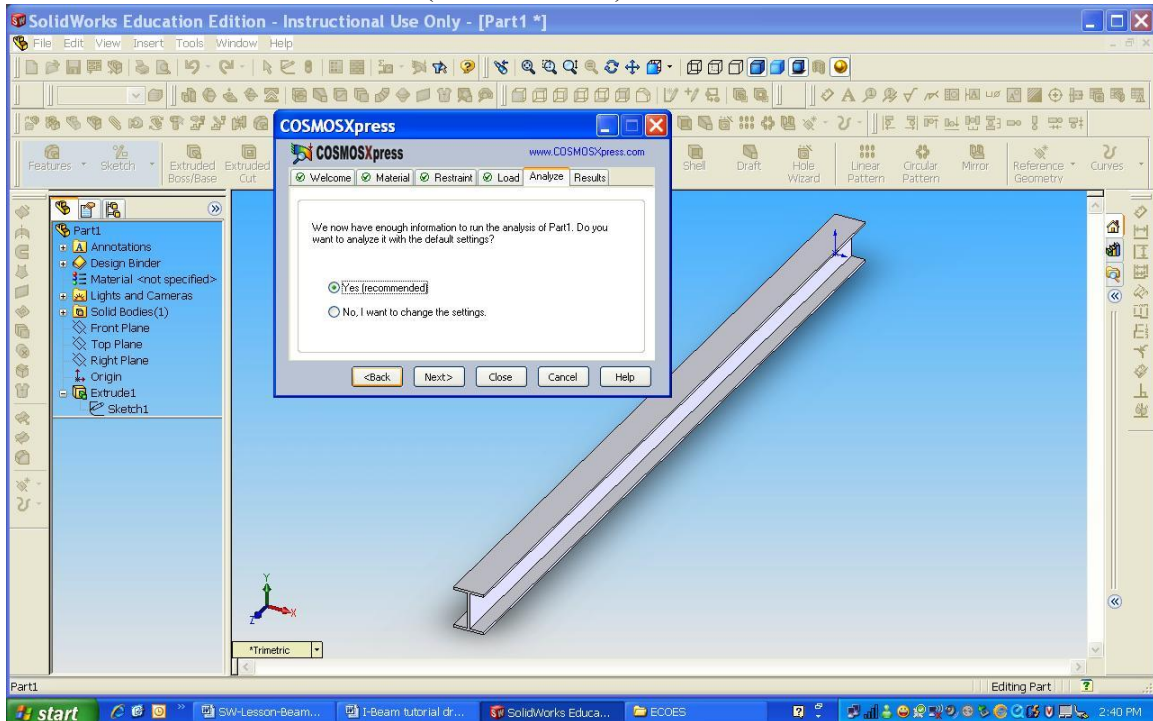 SolidWorks Education Edition - Instructional Use Only - [Part1 *]
File Edit View Insert Tools Window Help
COSMOSXpress
COSMOSXpress www.COSMOSXpress.com
Welcome Material Restraint Load Analyze Results
Features Sketch Extruded Boss/Base Extruded Cut Shell Draft Hole Wizard Linear Pattern Circular Pattern Mirror Reference Geometry Curves
We now have enough information to run the analysis of Part1. Do you
want to analyze it with the default settings?
Yes (recommended)
No, I want to change the settings.
<Back Next> Close Cancel Help
Part1
Annotations
Design Binder
Material <not specified>
Lights and Cameras
Solid Bodies(1)
Front Plane
Top Plane
Right Plane
Origin
Extrude1
Sketch1
Y
Z X
*Trimetric
Part1 Editing Part
start SW-Lesson-Beam... I-Beam tutorial dr... SolidWorks Educa... ECOES 2:40 PM